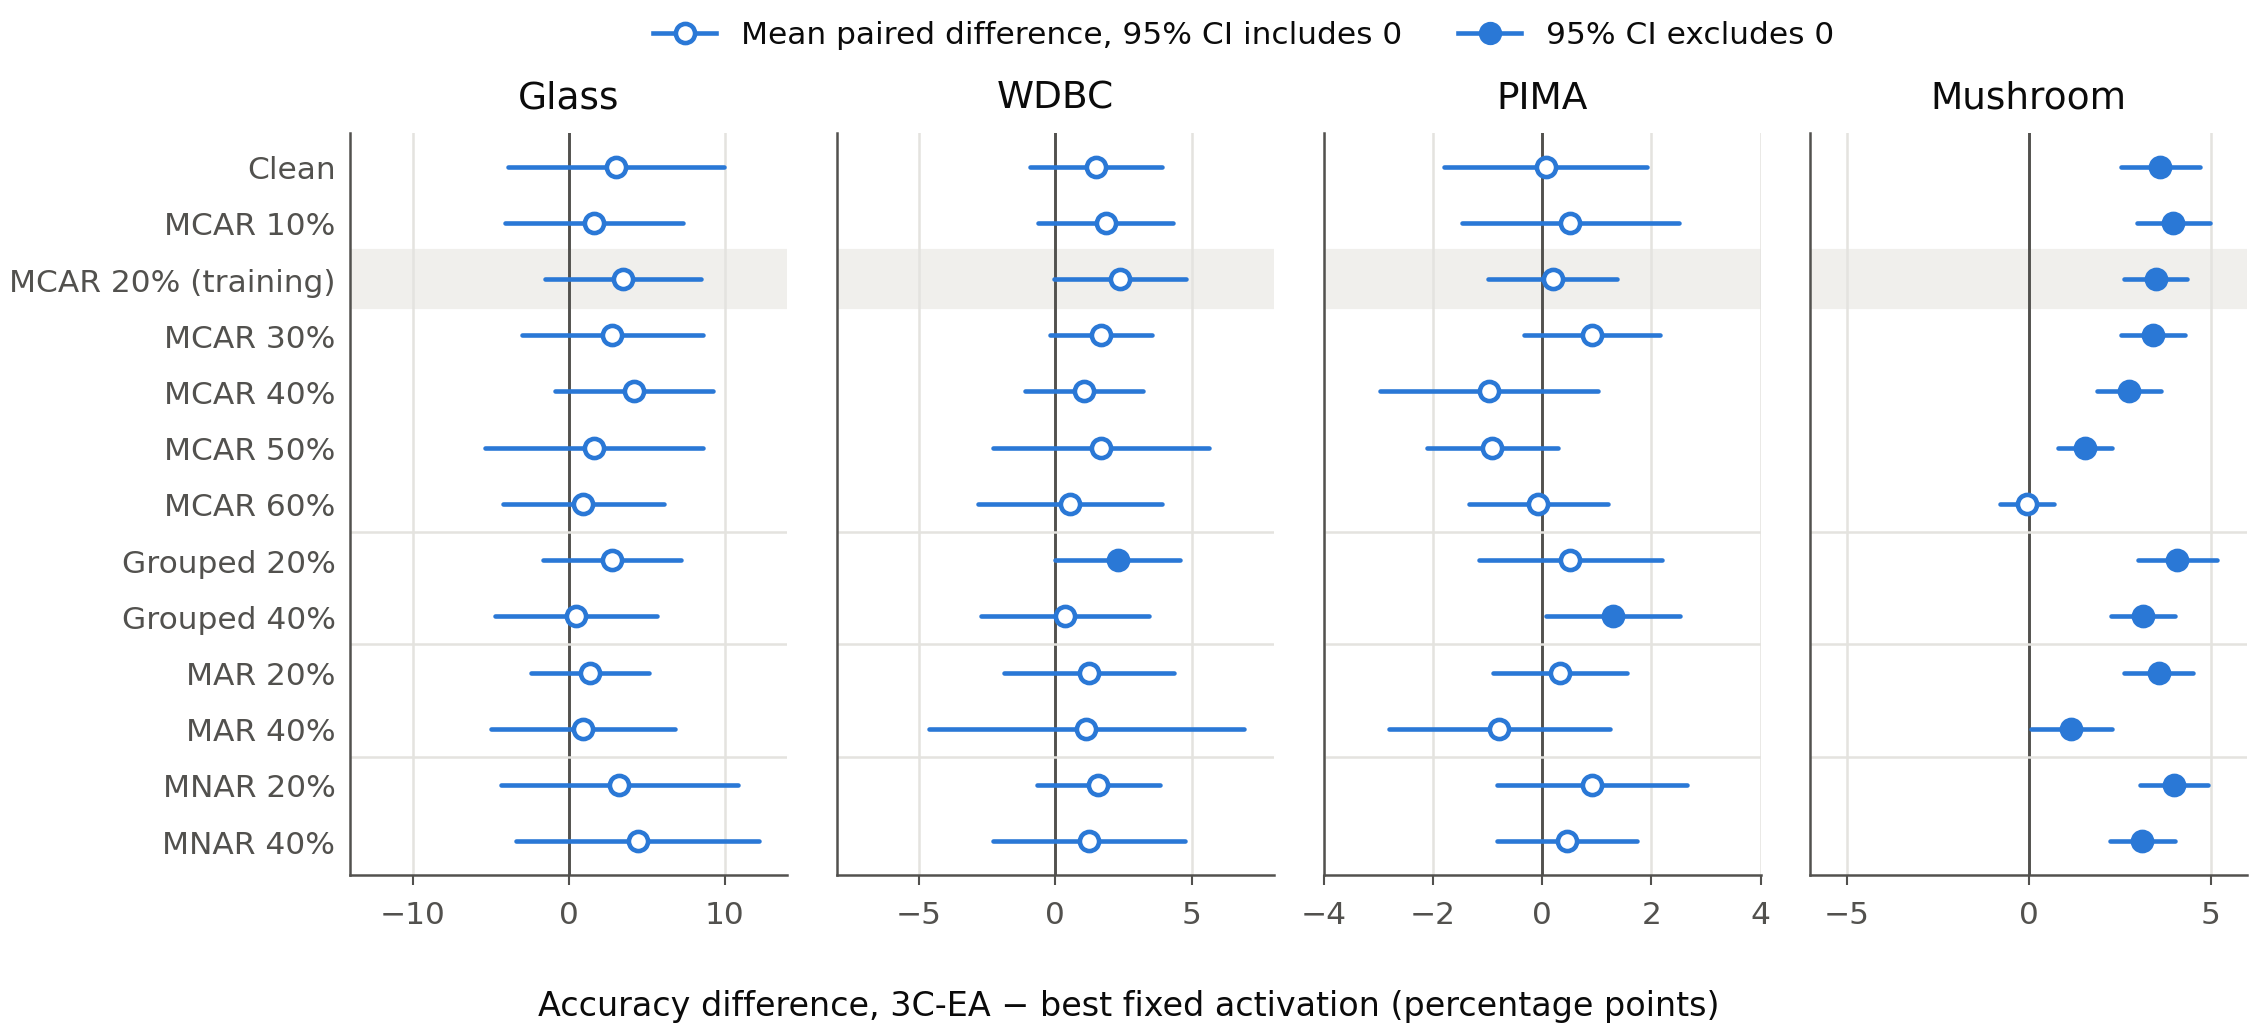 Mean paired difference, 95% CI includes 0 95% CI excludes 0
Glass WDBC PIMA Mushroom
Clean
MCAR 10%
MCAR 20% (training)
MCAR 30%
MCAR 40%
MCAR 50%
MCAR 60%
Grouped 20%
Grouped 40%
MAR 20%
MAR 40%
MNAR 20%
MNAR 40%
−10 0 10 −5 0 5 −4 −2 0 2 4 −5 0 5
Accuracy difference, 3C-EA − best fixed activation (percentage points)